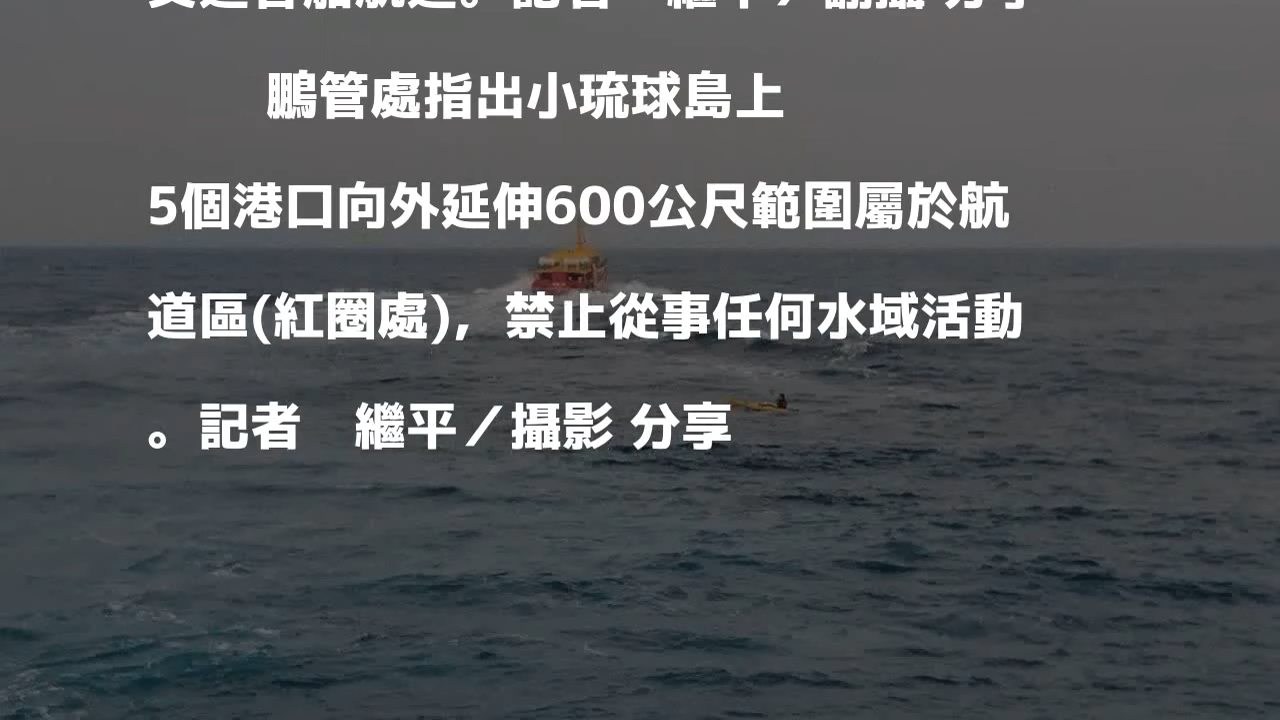 鵬管處指出小琉球島上
5個港口向外延伸600公尺範圍屬於航
道區(紅圈處)，禁止從事任何水域活動
。記者　繼平／攝影 分享